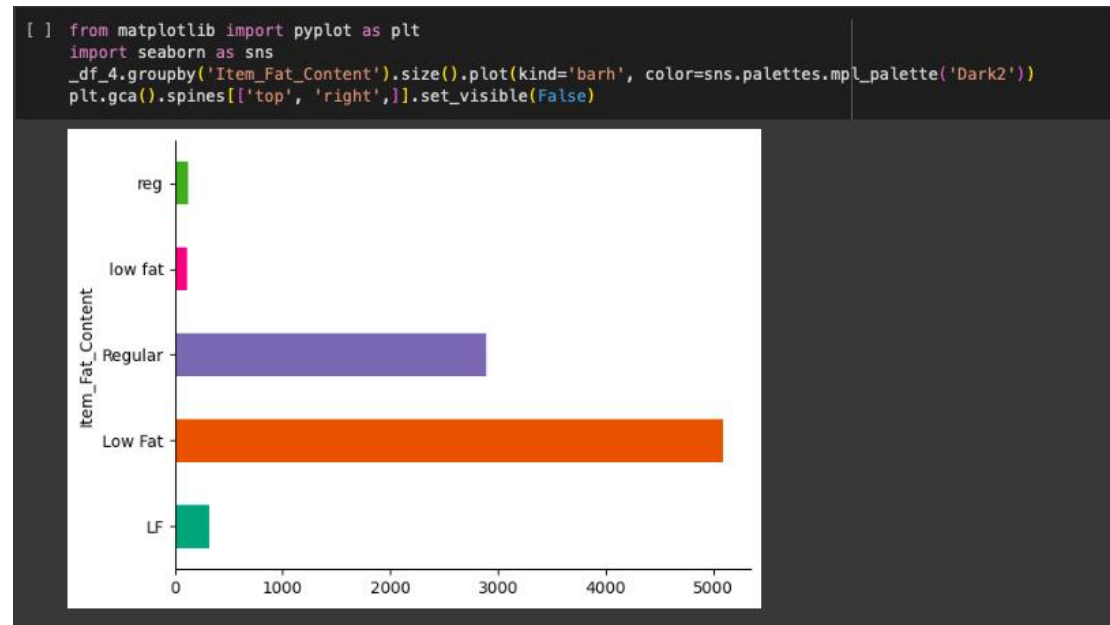 [ ] from matplotlib import pyplot as plt
import seaborn as sns
_df_4.groupby('Item_Fat_Content').size().plot(kind='barh', color=sns.palettes.mpl_palette('Dark2'))
plt.gca().spines[['top', 'right',]].set_visible(False)
reg
low fat
Regular
Low Fat
LF
Item_Fat_Content
0 1000 2000 3000 4000 5000